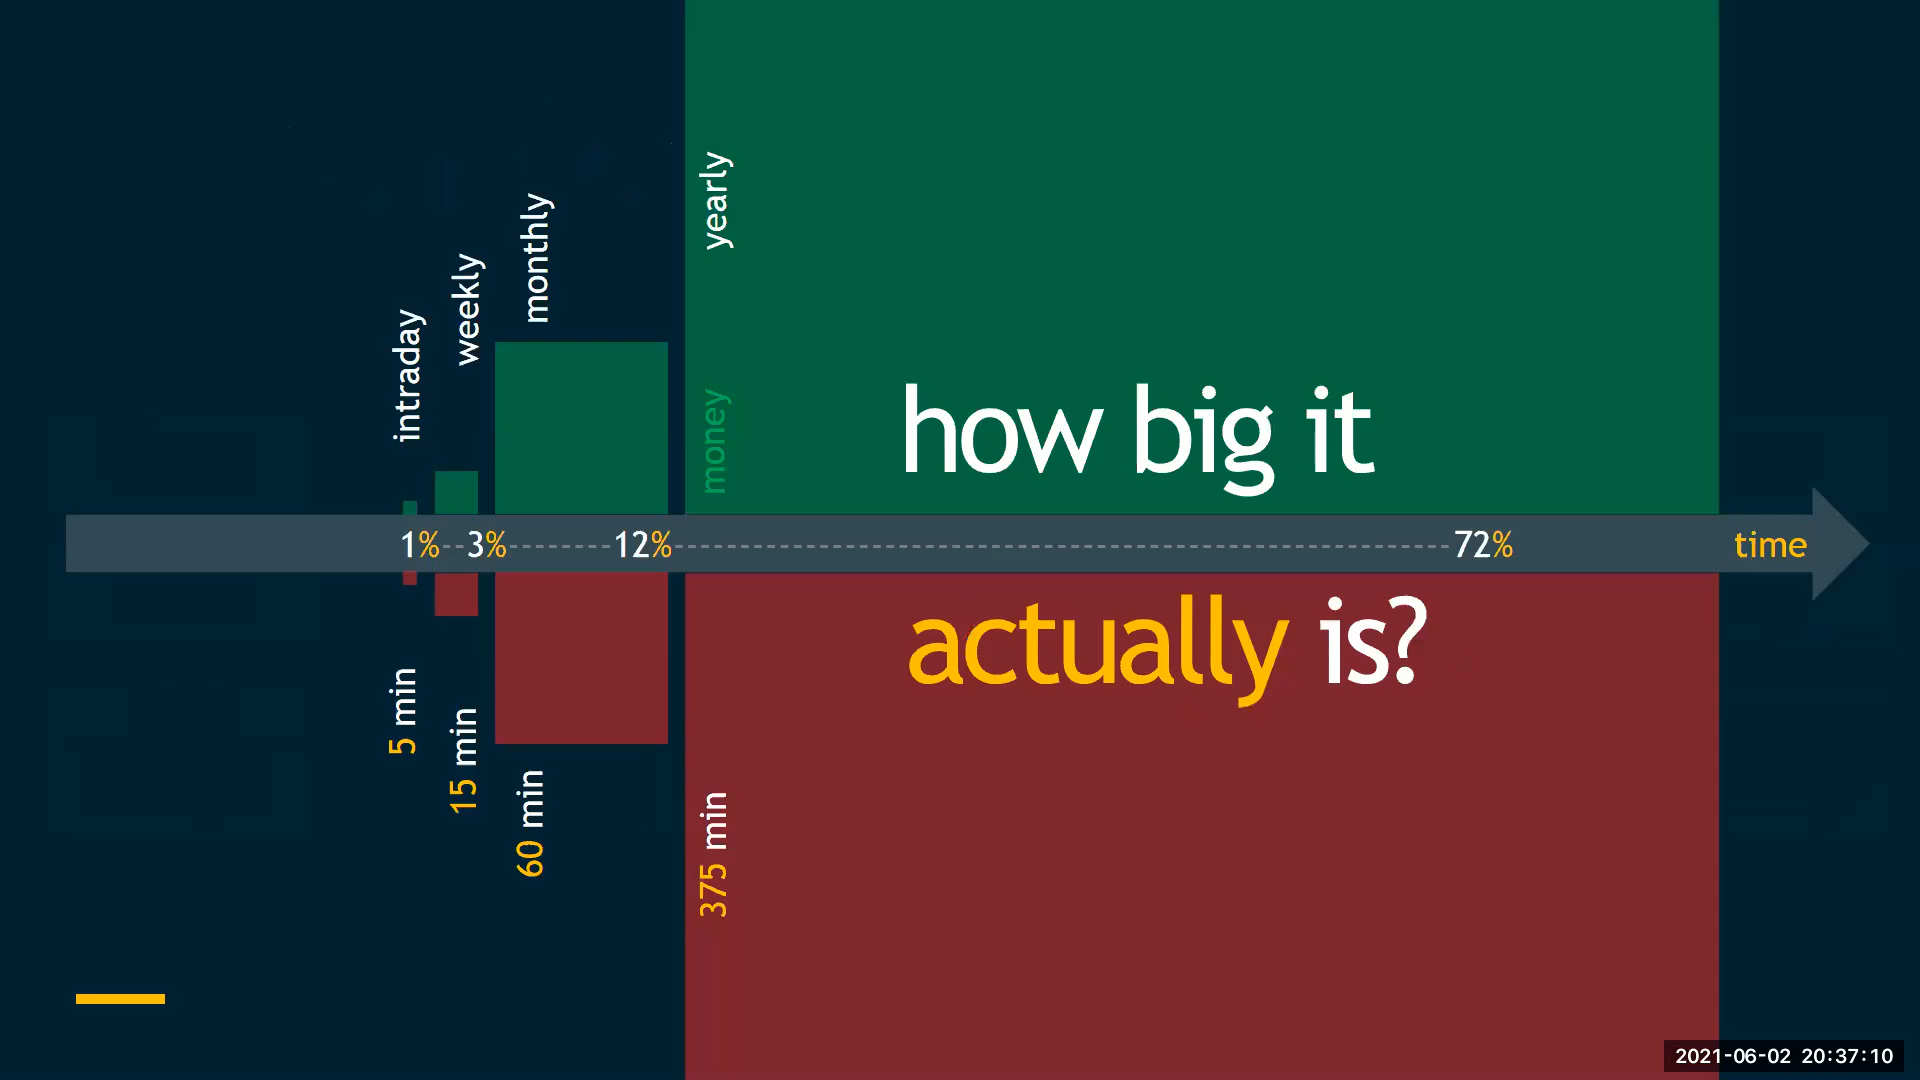 intraday
weekly
monthly
yearly
money
how big it
1%
3%
12%
72%
time
actually is?
5 min
15 min
60 min
375 min
2021-06-02 20:37:10